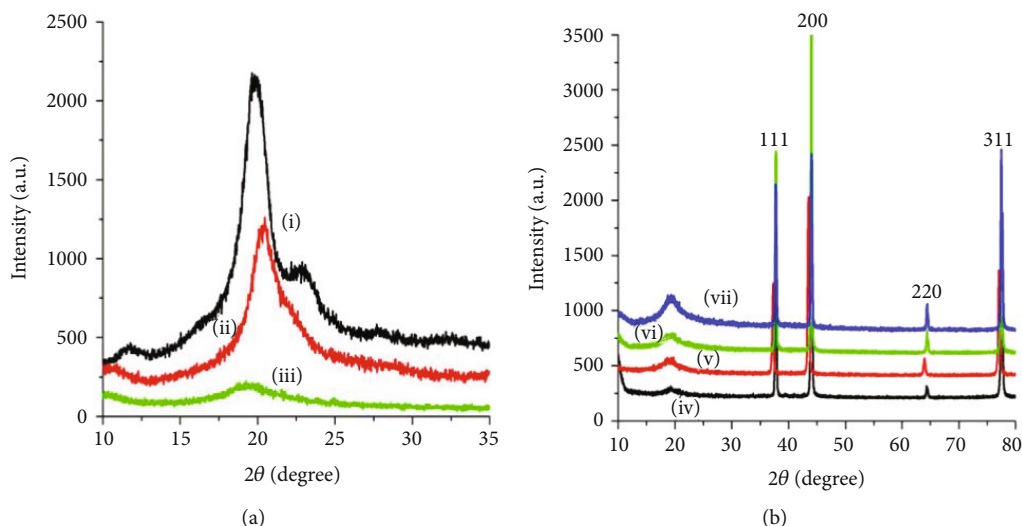 2500
2000
1500
1000
500
0
Intensity (a.u.)
10 15 20 25 30 35
2θ (degree)
(i)
(ii)
(iii)
(a)
3500
3000
2500
2000
1500
1000
500
0
Intensity (a.u.)
200
111
311
220
(vii)
(vi)
(v)
(iv)
10 20 30 40 50 60 70 80
2θ (degree)
(b)